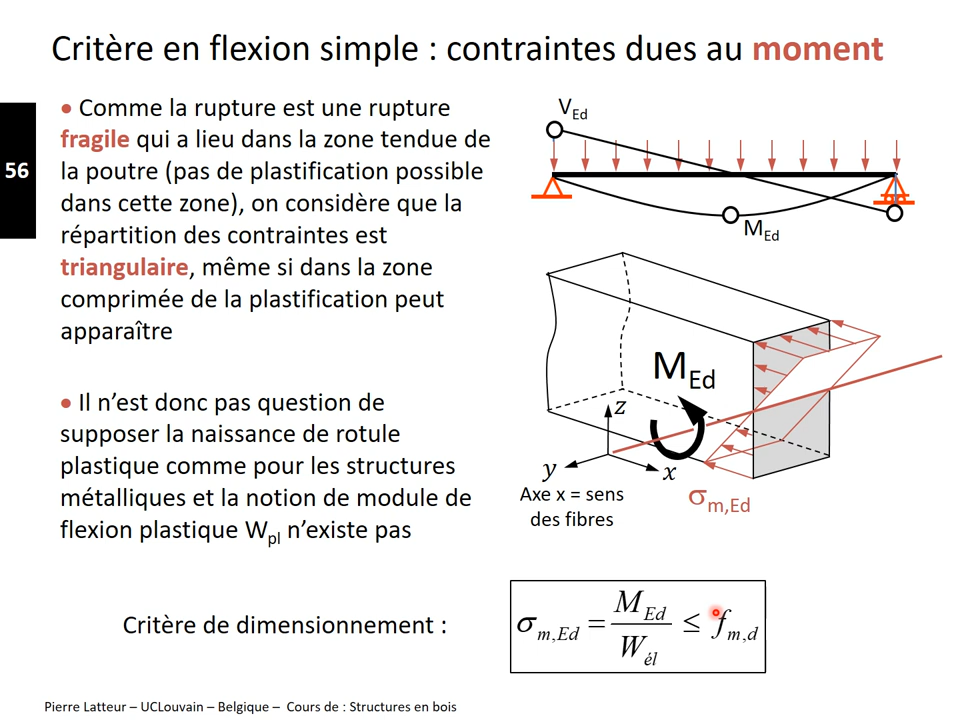 Critère en flexion simple : contraintes dues au moment
56
• Comme la rupture est une rupture
fragile qui a lieu dans la zone tendue de
la poutre (pas de plastification possible
dans cette zone), on considère que la
répartition des contraintes est
triangulaire, même si dans la zone
comprimée de la plastification peut
apparaître
• Il n’est donc pas question de
supposer la naissance de rotule
plastique comme pour les structures
métalliques et la notion de module de
flexion plastique Wpl n’existe pas
VEd
MEd
MEd
z
y
x
Axe x = sens
des fibres
σm,Ed
Critère de dimensionnement :
σm,Ed = MEd / Wél ≤ fm,d
Pierre Latteur – UCLouvain – Belgique – Cours de : Structures en bois